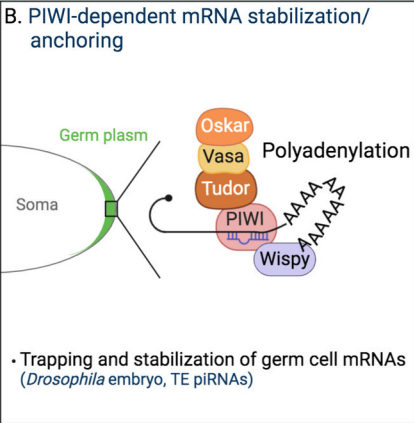 B. PIWI-dependent mRNA stabilization/
anchoring
Germ plasm
Soma
Oskar
Vasa
Tudor
PIWI
Wispy
Polyadenylation
AAAAAAAAAAA
• Trapping and stabilization of germ cell mRNAs
(Drosophila embryo, TE piRNAs)